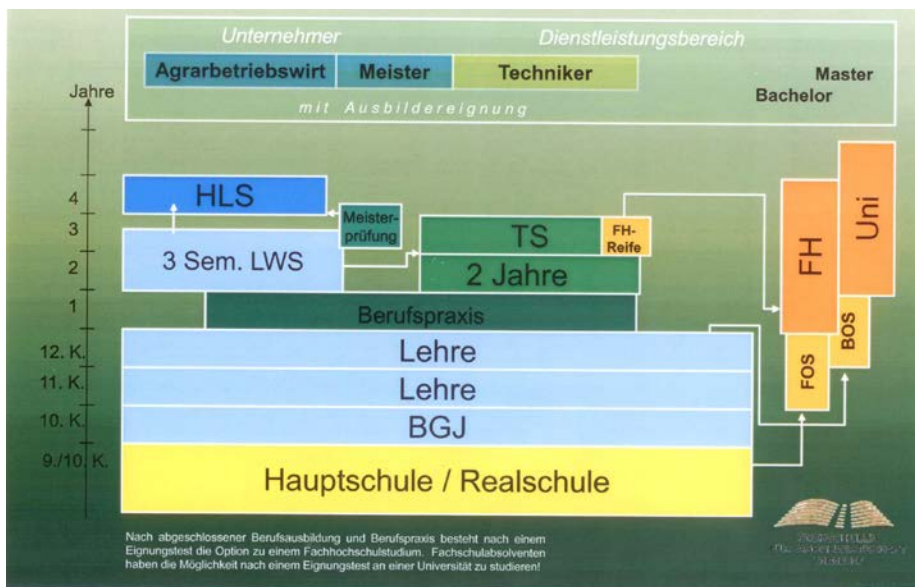 Unternehmer
Dienstleistungsbereich
Agrarbetriebswirt
Meister
Techniker
Master
Bachelor
mit Ausbildereignung
Jahre
4
HLS
Meister-
prüfung
3
TS
FH-
Reife
3 Sem. LWS
2
2 Jahre
FH
Uni
1
Berufspraxis
BOS
12. K.
Lehre
FOS
11. K.
Lehre
10. K.
BGJ
9./10. K.
Hauptschule / Realschule
Nach abgeschlossener Berufsausbildung und Berufspraxis besteht nach einem
Eignungstest die Option zu einem Fachhochschulstudium. Fachschulabsolventen
haben die Möglichkeit nach einem Eignungstest an einer Universität zu studieren!